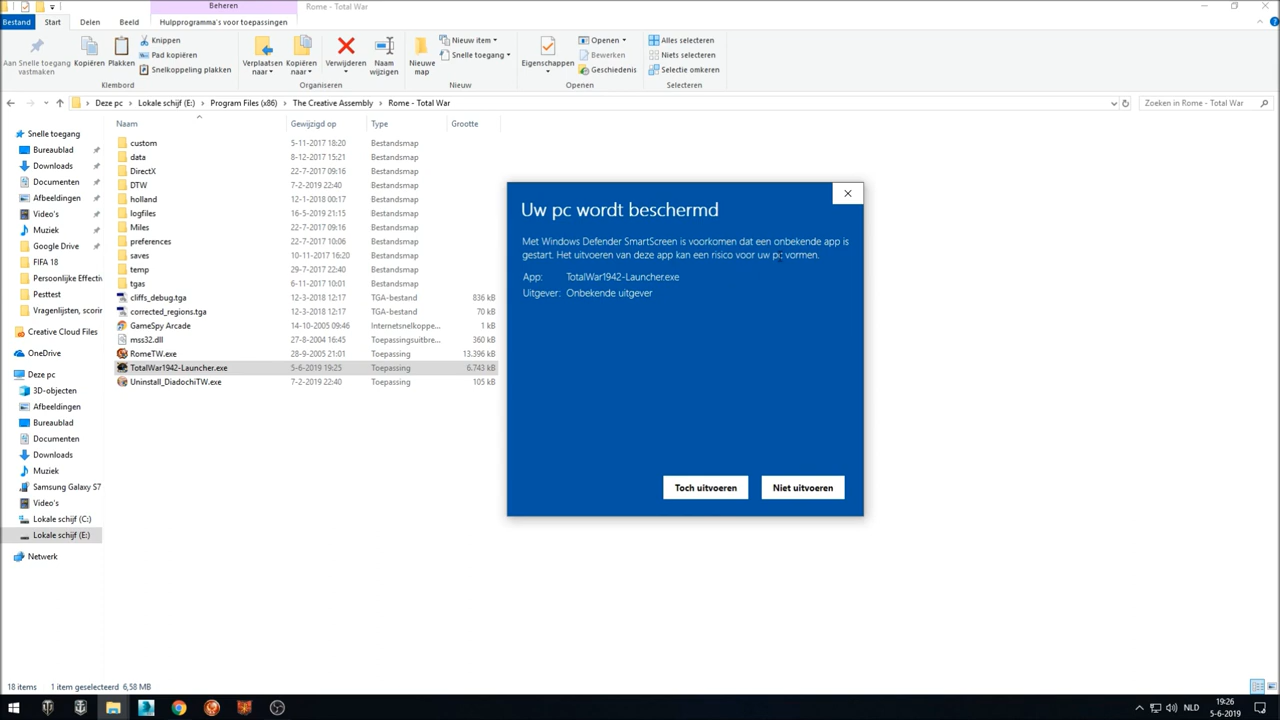 Beheren
Rome - Total War
Bestand
Start
Delen
Beeld
Hulpprogramma's voor toepassingen
Aan Snelle toegang
vastmaken
Kopiëren
Plakken
Knippen
Pad kopiëren
Snelkoppeling plakken
Klembord
Verplaatsen
naar
Kopiëren
naar
Verwijderen
Naam
wijzigen
Organiseren
Nieuwe
map
Nieuw item
Snelle toegang
Nieuw
Eigenschappen
Openen
Bewerken
Geschiedenis
Openen
Alles selecteren
Niets selecteren
Selectie omkeren
Selecteren
Deze pc
Lokale schijf (E:)
Program Files (x86)
The Creative Assembly
Rome - Total War
Zoeken in Rome - Total War
Naam Gewijzigd op Type Grootte
custom 5-11-2017 18:20 Bestandsmap
data 8-12-2017 15:21 Bestandsmap
DirectX 22-7-2017 09:16 Bestandsmap
DTW 7-2-2019 22:40 Bestandsmap
holland 12-1-2018 00:17 Bestandsmap
logfiles 16-5-2019 21:15 Bestandsmap
Miles 22-7-2017 09:16 Bestandsmap
preferences 22-7-2017 10:06 Bestandsmap
saves 10-11-2017 16:20 Bestandsmap
temp 29-7-2017 22:40 Bestandsmap
tgas 6-11-2017 10:01 Bestandsmap
cliffs_debug.tga 12-3-2018 12:17 TGA-bestand 836 kB
corrected_regions.tga 12-3-2018 12:17 TGA-bestand 70 kB
GameSpy Arcade 14-10-2005 09:46 Internetsnelkoppe... 1 kB
mss32.dll 27-8-2004 16:45 Toepassingsuitbre... 360 kB
RomeTW.exe 28-9-2005 21:01 Toepassing 13.396 kB
TotalWar1942-Launcher.exe 5-6-2019 19:25 Toepassing 6.743 kB
Uninstall_DiadochiTW.exe 7-2-2019 22:40 Toepassing 105 kB
Snelle toegang
Bureaublad
Downloads
Documenten
Afbeeldingen
Video's
Muziek
Google Drive
FIFA 18
Persoonlijke Effectiv
Pesttest
Vragenlijsten, scorin
Creative Cloud Files
OneDrive
Deze pc
3D-objecten
Afbeeldingen
Bureaublad
Documenten
Downloads
Muziek
Samsung Galaxy S7
Video's
Lokale schijf (C:)
Lokale schijf (E:)
Netwerk
Uw pc wordt beschermd
Met Windows Defender SmartScreen is voorkomen dat een onbekende app is
gestart. Het uitvoeren van deze app kan een risico voor uw pc vormen.
App: TotalWar1942-Launcher.exe
Uitgever: Onbekende uitgever
Toch uitvoeren
Niet uitvoeren
18 items 1 item geselecteerd 6,58 MB
NLD
19:26
5-6-2019